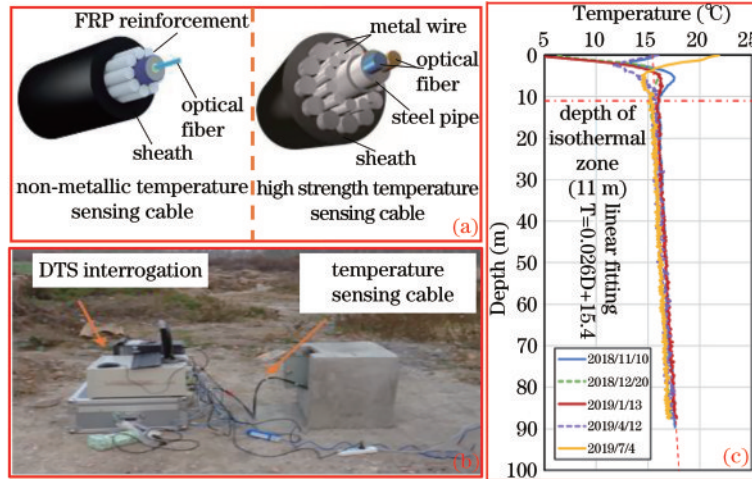 FRP reinforcement
optical
fiber
sheath
non-metallic temperature
sensing cable
metal wire
optical
fiber
steel pipe
sheath
high strength temperature
sensing cable
(a)
DTS interrogation
temperature
sensing cable
(b)
Temperature (℃)
5 10 15 20 25
0
10
20
30
40
50
60
70
80
90
100
Depth (m)
depth of
isothermal
zone
(11 m)
linear fitting
T=0.026D+15.4
2018/11/10
2018/12/20
2019/1/13
2019/4/12
2019/7/4
(c)